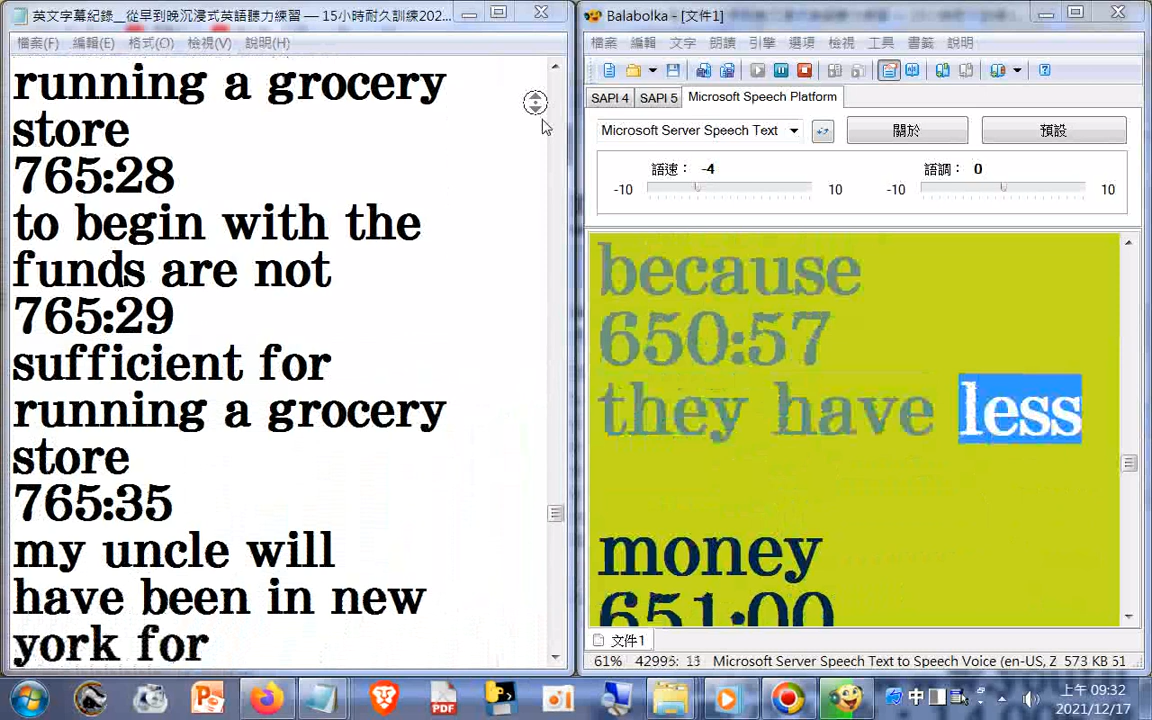 英文字幕紀錄__從早到晚沉浸式英語聽力練習 — 15小時耐久訓練202...
檔案(F) 編輯(E) 格式(O) 檢視(V) 說明(H)
running a grocery
store
765:28
to begin with the
funds are not
765:29
sufficient for
running a grocery
store
765:35
my uncle will
have been in new
york for
Balabolka - [文件1]
檔案 編輯 文字 朗讀 引擎 選項 檢視 工具 書籤 說明
SAPI 4 SAPI 5 Microsoft Speech Platform
Microsoft Server Speech Text 關於 預設
語速： -4 語調： 0
-10 10 -10 10
because
650:57
they have less
money
651:00
文件1
61% 42995: 13 Microsoft Server Speech Text to Speech Voice (en-US, Z 573 KB 51
中
上午 09:32
2021/12/17